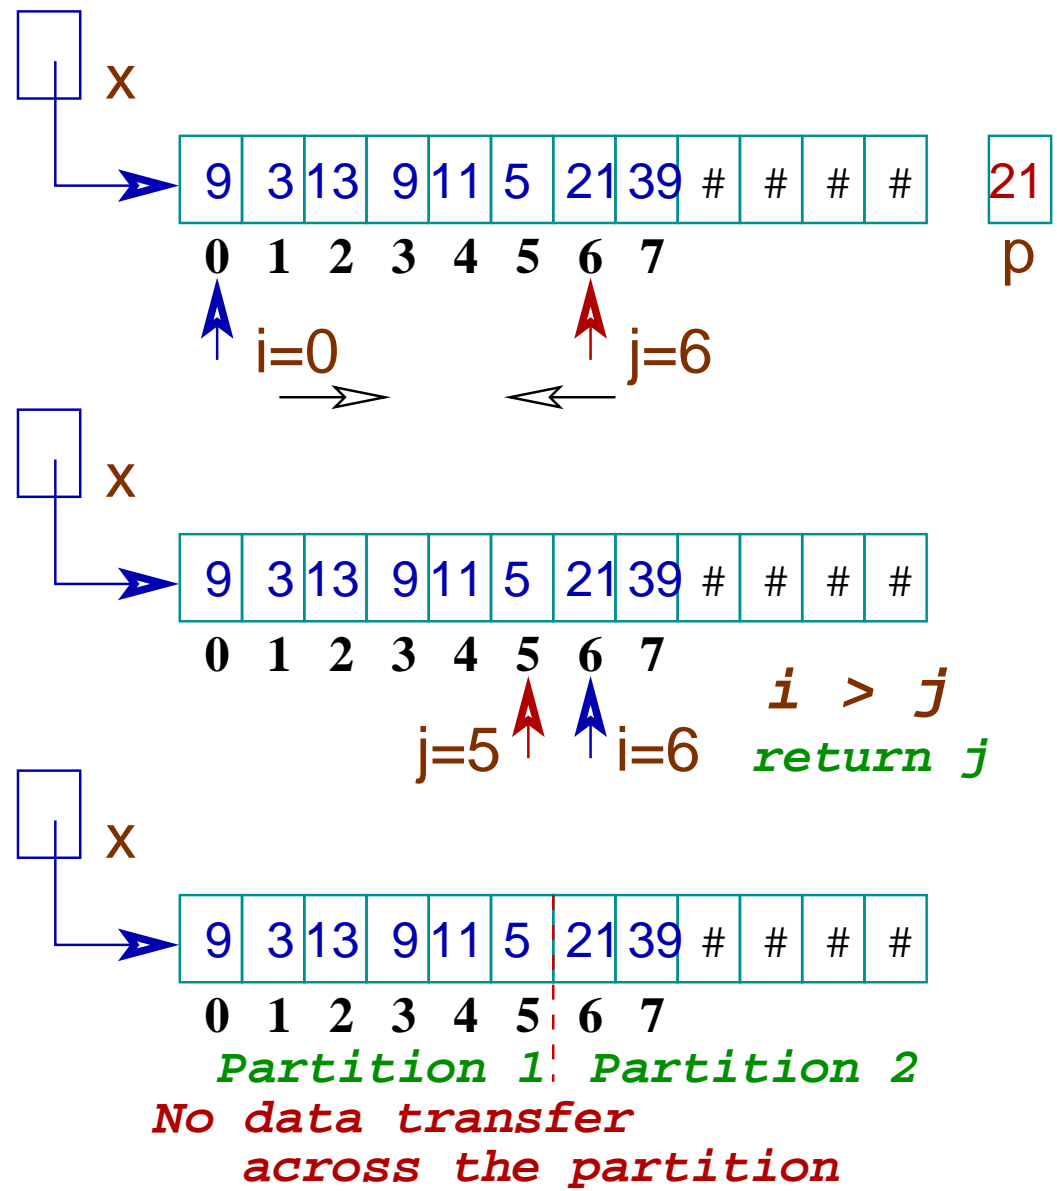 x
9 3 13 9 11 5 21 39 # # # # 21
0 1 2 3 4 5 6 7 p
i=0 j=6
x
9 3 13 9 11 5 21 39 # # # #
0 1 2 3 4 5 6 7
i > j
j=5 i=6 return j
x
9 3 13 9 11 5 21 39 # # # #
0 1 2 3 4 5 6 7
Partition 1 Partition 2
No data transfer
across the partition